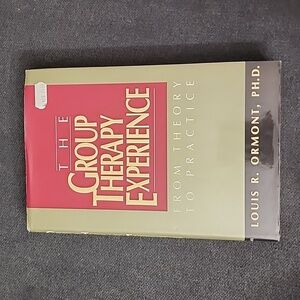 THE
GROUP
THERAPY
EXPERIENCE
FROM THEORY
TO PRACTICE
LOUIS R. ORMONT, PH.D.